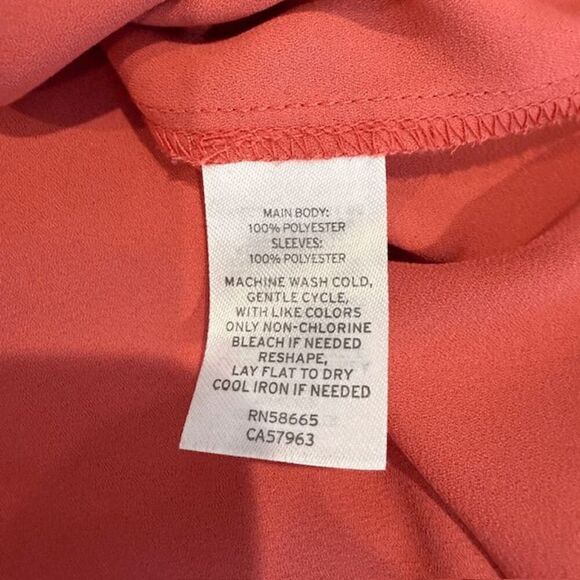 MAIN BODY:
100% POLYESTER
SLEEVES:
100% POLYESTER
MACHINE WASH COLD,
GENTLE CYCLE,
WITH LIKE COLORS
ONLY NON-CHLORINE
BLEACH IF NEEDED
RESHAPE,
LAY FLAT TO DRY
COOL IRON IF NEEDED
RN58665
CA57963